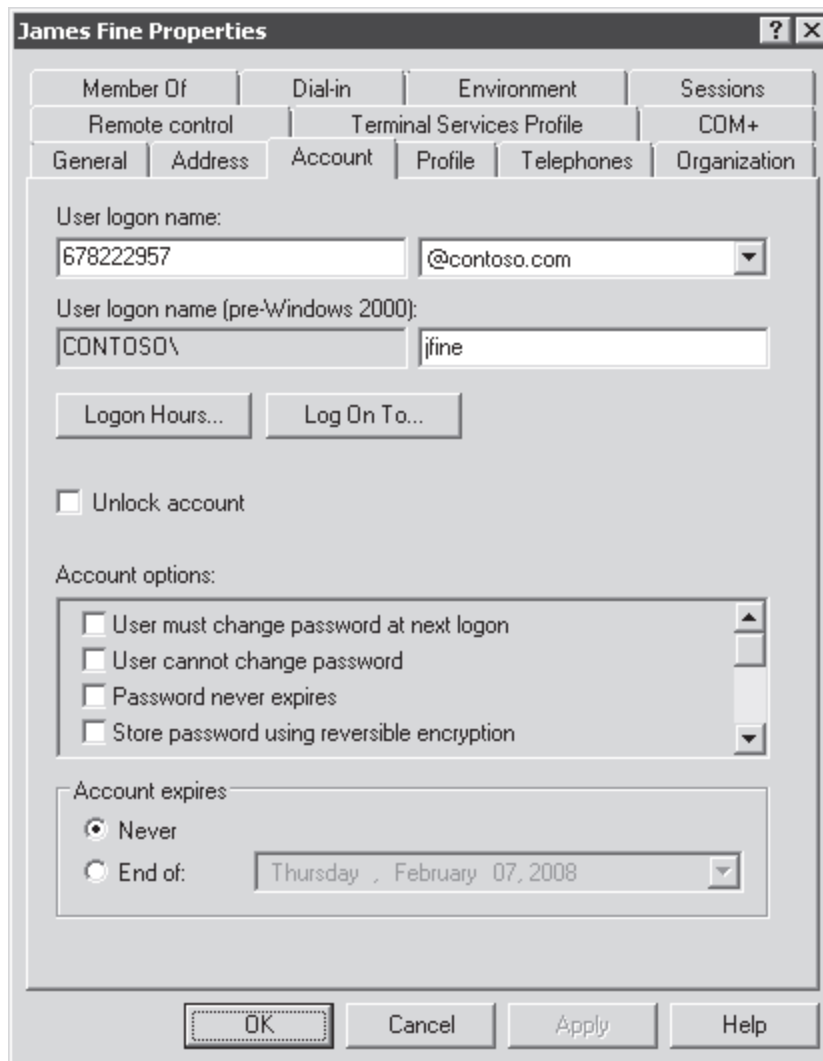 James Fine Properties
Member Of Dial-in Environment Sessions
Remote control Terminal Services Profile COM+
General Address Account Profile Telephones Organization
User logon name:
678222957 @contoso.com
User logon name (pre-Windows 2000):
CONTOSO\ jfine
Logon Hours... Log On To...
Unlock account
Account options:
User must change password at next logon
User cannot change password
Password never expires
Store password using reversible encryption
Account expires
Never
End of: Thursday , February 07, 2008
OK Cancel Apply Help